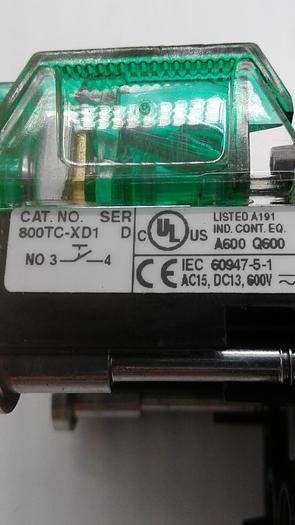 CAT. NO. SER
800TC-XD1 D
NO 3 4
C UL US
LISTED A191
IND. CONT. EQ.
A600 Q600
CE IEC 60947-5-1
AC15, DC13, 600V